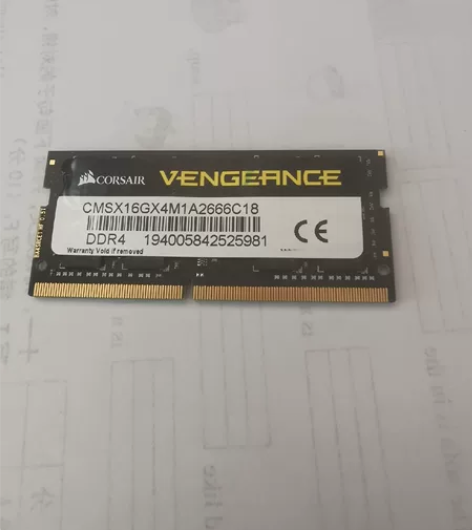 CORSAIR VENGEANCE
CMSX16GX4M1A2666C18
DDR4 194005842525981
Warranty Void if removed
CE